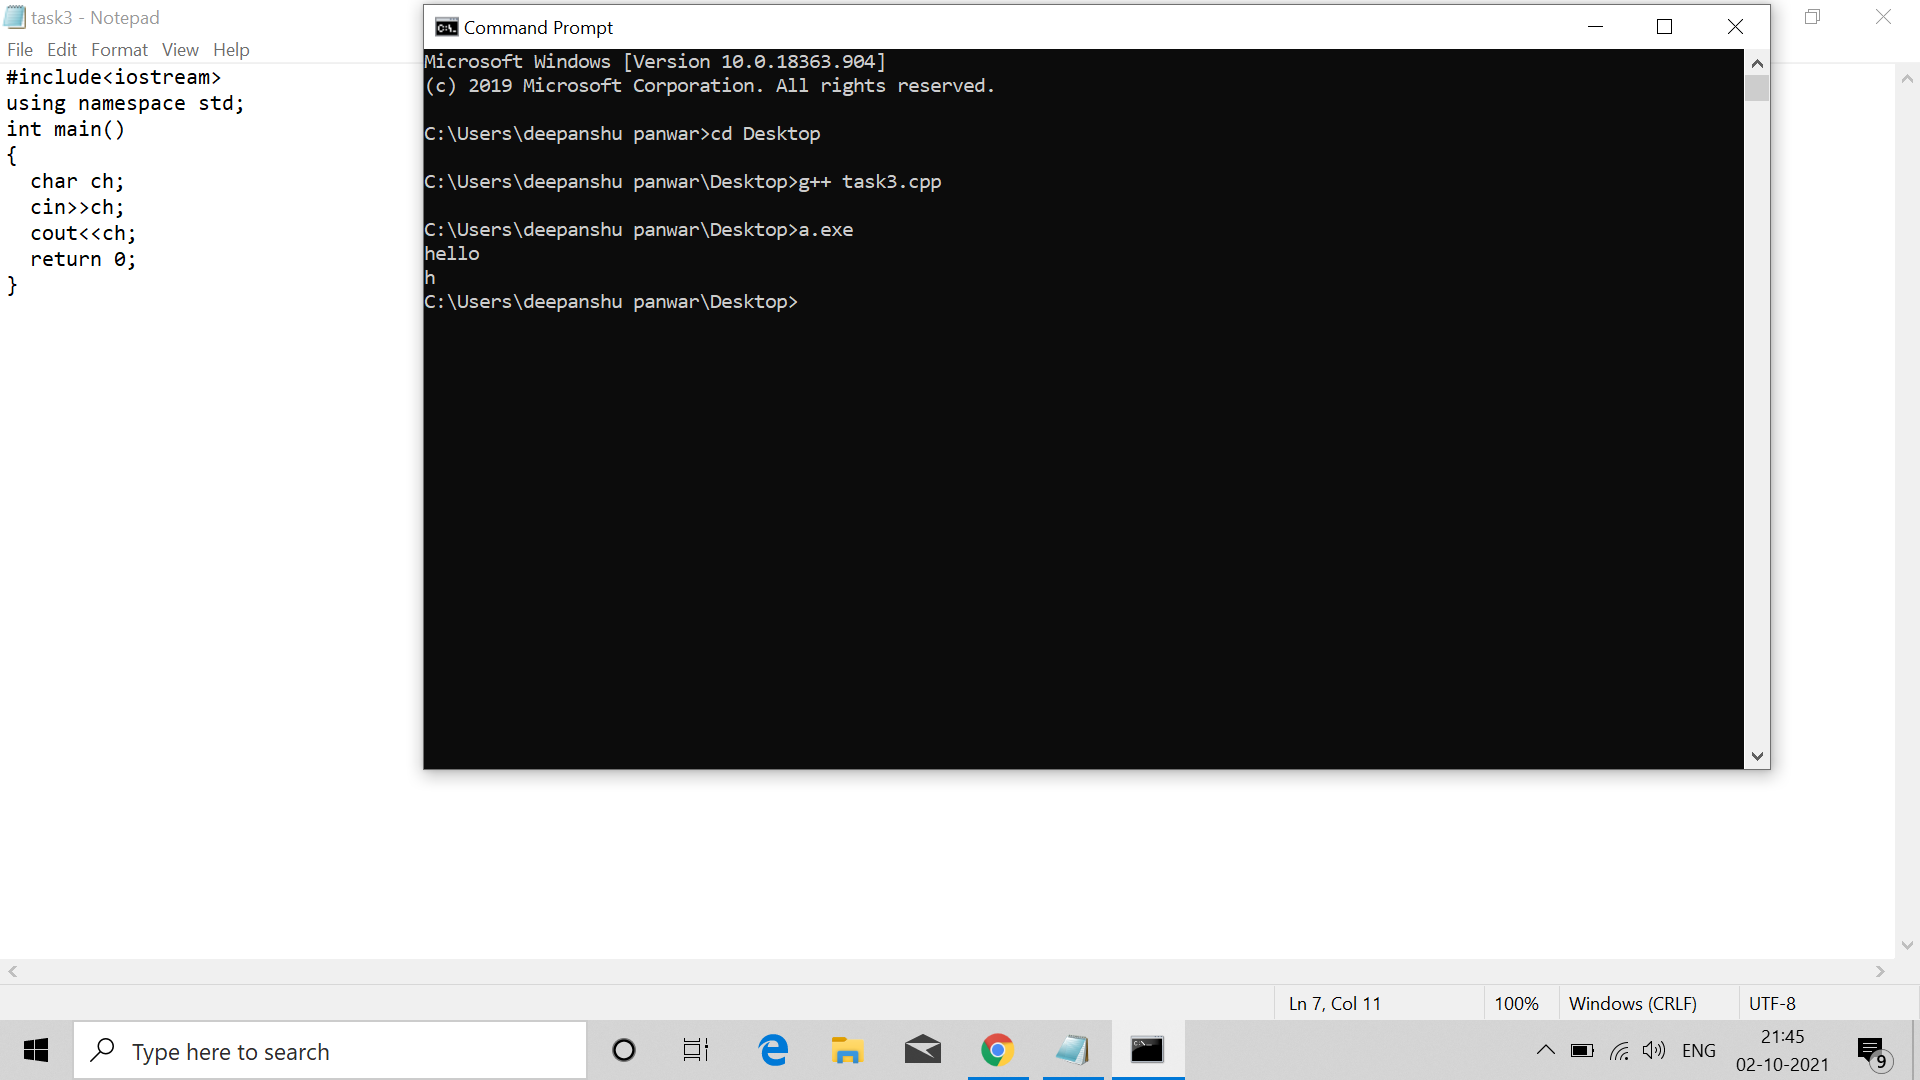 task3 - Notepad
File Edit Format View Help
#include<iostream>
using namespace std;
int main()
{
char ch;
cin>>ch;
cout<<ch;
return 0;
}
Command Prompt
Microsoft Windows [Version 10.0.18363.904]
(c) 2019 Microsoft Corporation. All rights reserved.
C:\Users\deepanshu panwar>cd Desktop
C:\Users\deepanshu panwar\Desktop>g++ task3.cpp
C:\Users\deepanshu panwar\Desktop>a.exe
hello
h
C:\Users\deepanshu panwar\Desktop>
Ln 7, Col 11 100% Windows (CRLF) UTF-8
Type here to search
ENG
21:45
02-10-2021
9